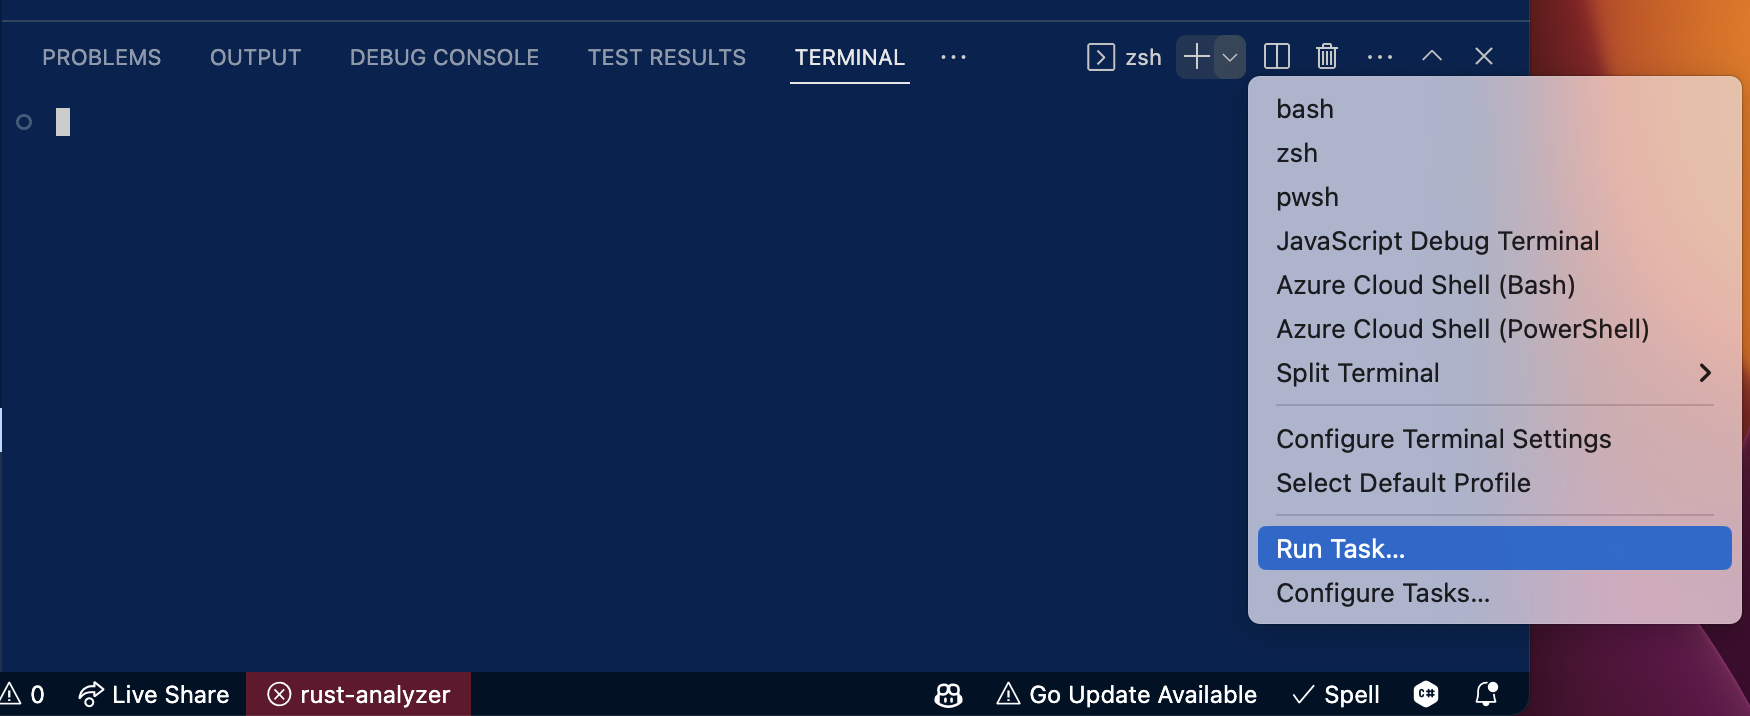 PROBLEMS OUTPUT DEBUG CONSOLE TEST RESULTS TERMINAL ··· zsh ···
bash
zsh
pwsh
JavaScript Debug Terminal
Azure Cloud Shell (Bash)
Azure Cloud Shell (PowerShell)
Split Terminal
Configure Terminal Settings
Select Default Profile
Run Task...
Configure Tasks...
0 Live Share rust-analyzer Go Update Available Spell C#